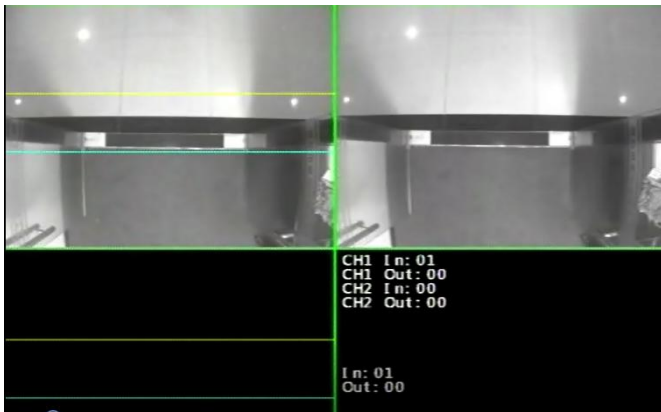 CH1 In: 01
CH1 Out: 00
CH2 In: 00
CH2 Out: 00
In: 01
Out: 00